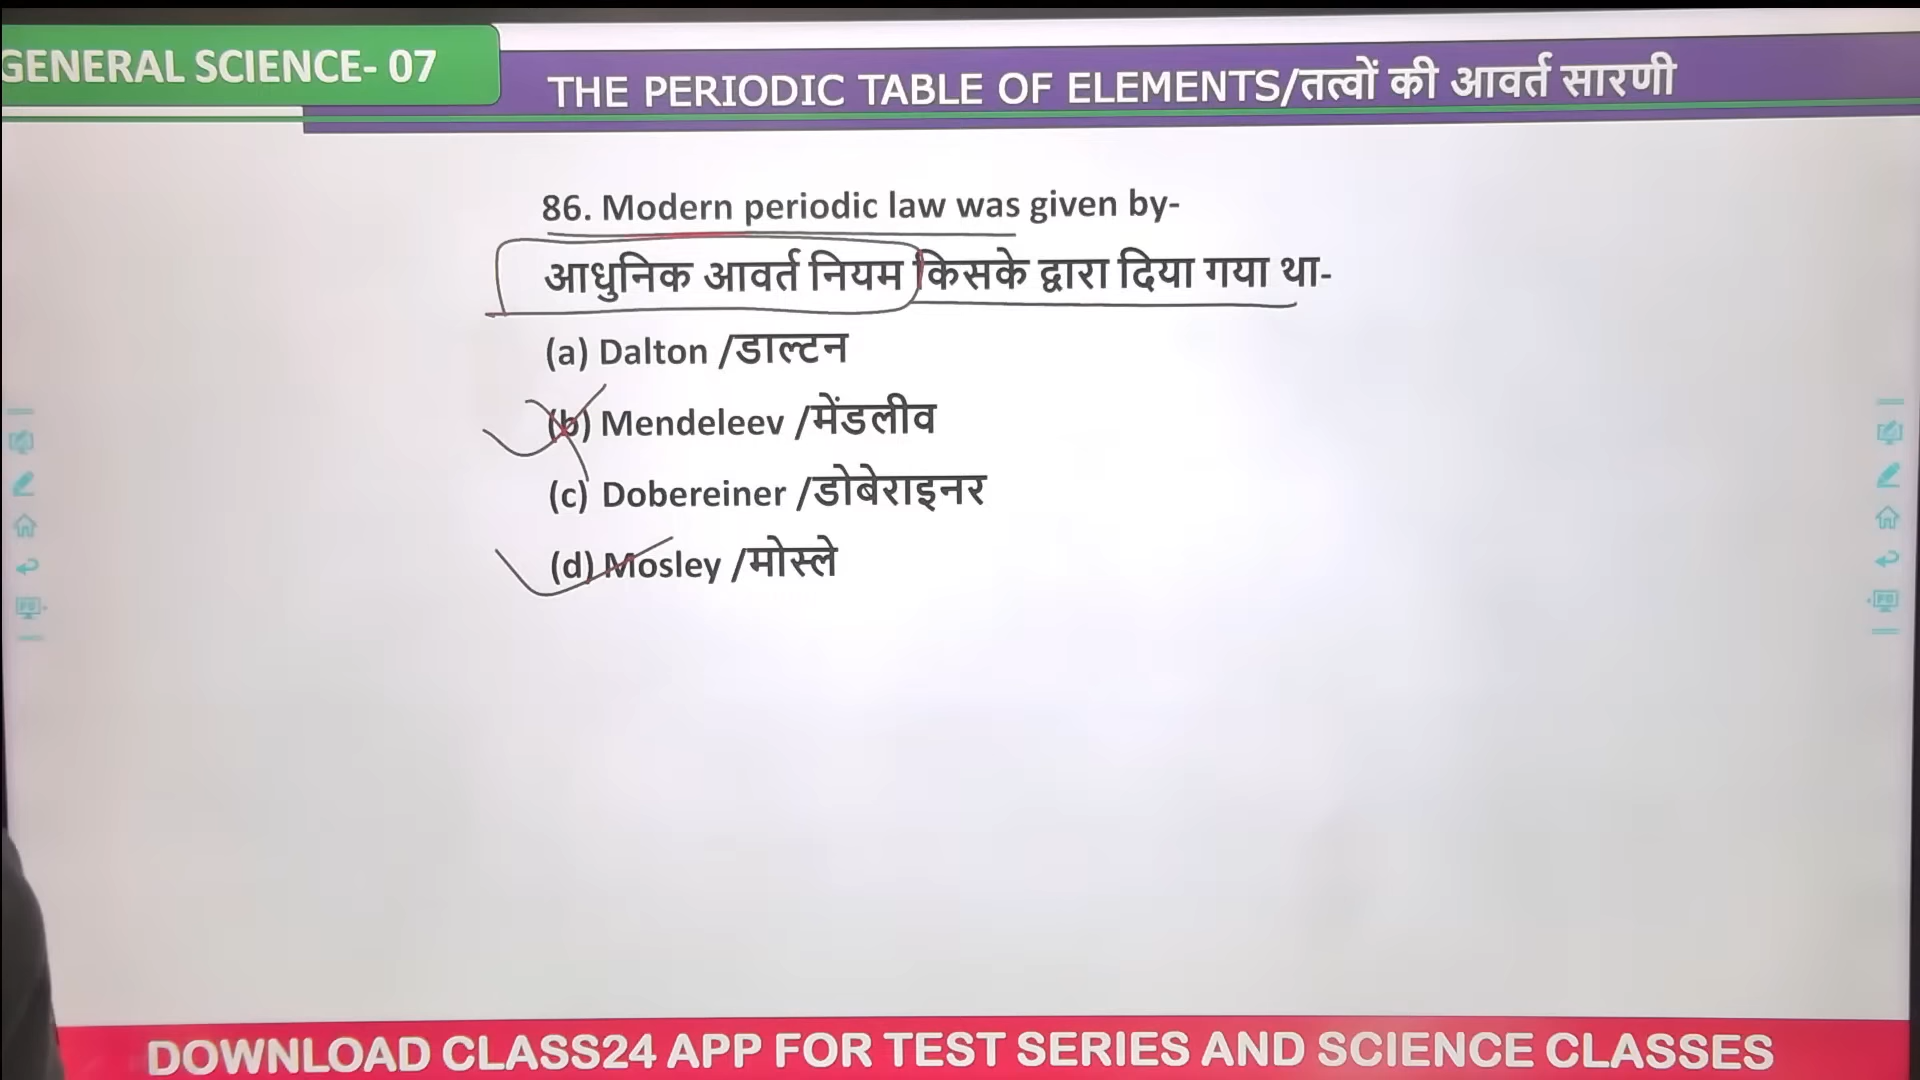 GENERAL SCIENCE- 07
THE PERIODIC TABLE OF ELEMENTS/तत्वों की आवर्त सारणी
86. Modern periodic law was given by-
आधुनिक आवर्त नियम किसके द्वारा दिया गया था-
(a) Dalton /डाल्टन
(b) Mendeleev /मेंडलीव
(c) Dobereiner /डोबेराइनर
(d) Mosley /मोस्ले
DOWNLOAD CLASS24 APP FOR TEST SERIES AND SCIENCE CLASSES